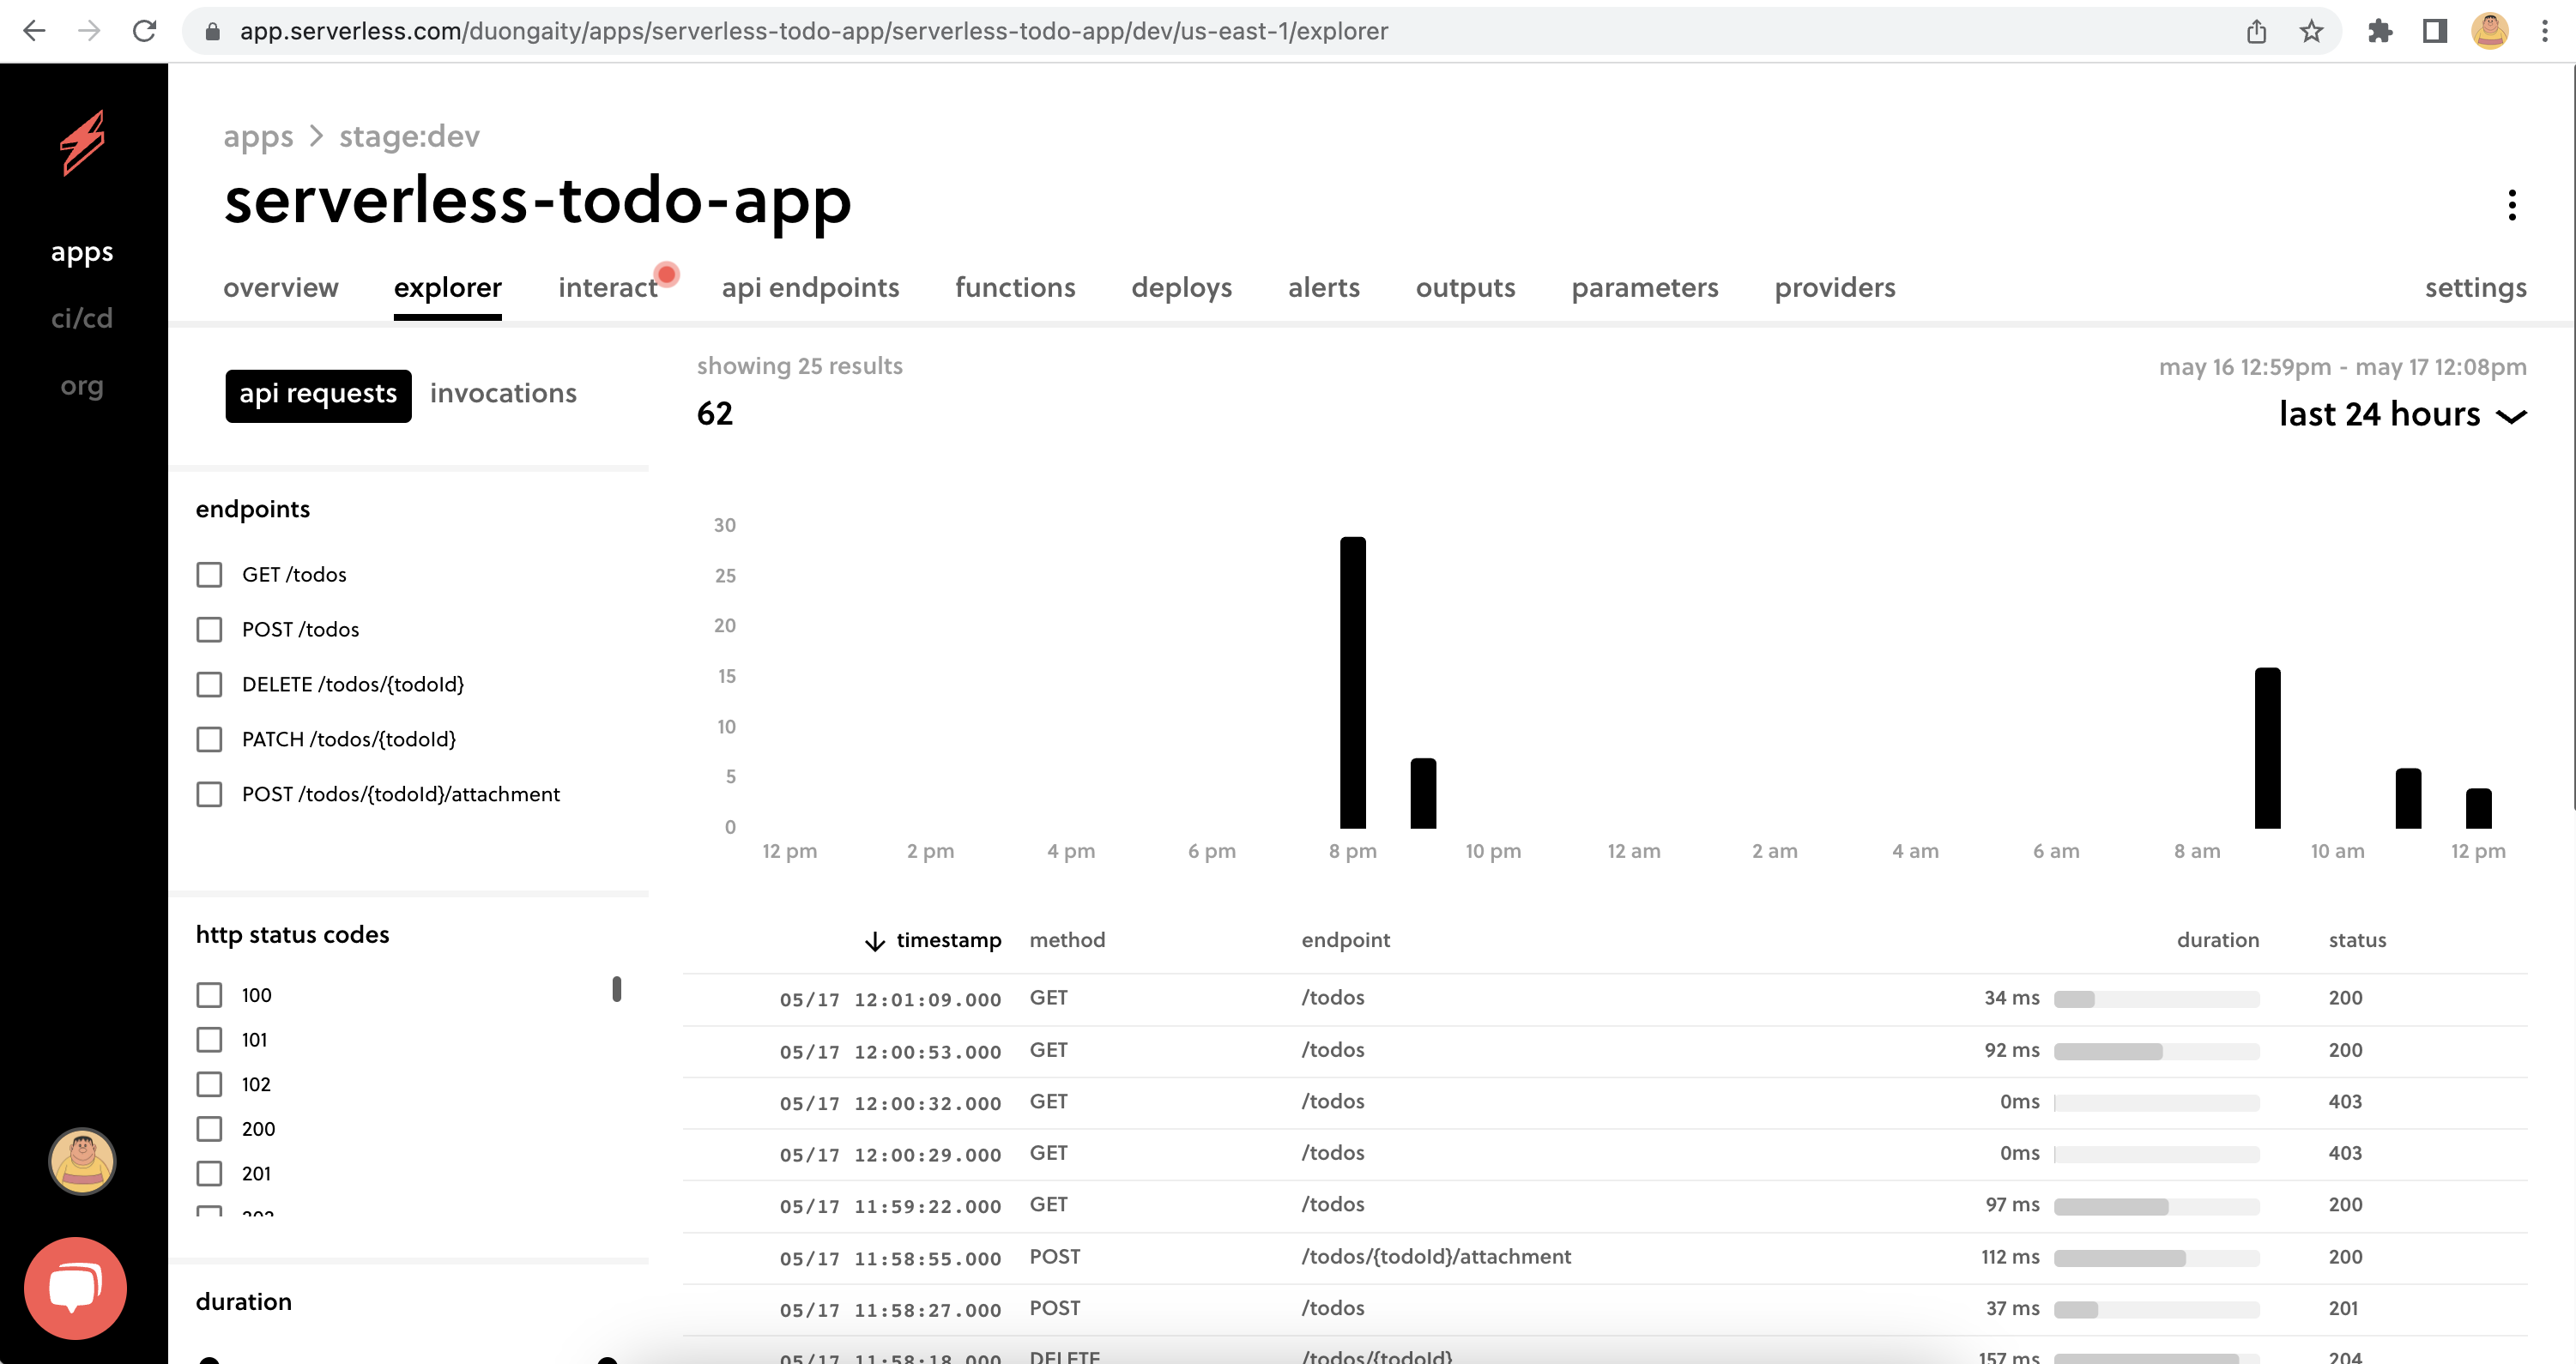 app.serverless.com/duongaity/apps/serverless-todo-app/serverless-todo-app/dev/us-east-1/explorer
apps > stage:dev
serverless-todo-app
apps
ci/cd
org
overview explorer interact api endpoints functions deploys alerts outputs parameters providers settings
api requests invocations
endpoints
GET /todos
POST /todos
DELETE /todos/{todoId}
PATCH /todos/{todoId}
POST /todos/{todoId}/attachment
http status codes
100
101
102
200
201
duration
showing 25 results
62
may 16 12:59pm - may 17 12:08pm
last 24 hours
30
25
20
15
10
5
0
12 pm 2 pm 4 pm 6 pm 8 pm 10 pm 12 am 2 am 4 am 6 am 8 am 10 am 12 pm
timestamp method endpoint duration status
05/17 12:01:09.000 GET /todos 34 ms 200
05/17 12:00:53.000 GET /todos 92 ms 200
05/17 12:00:32.000 GET /todos 0ms 403
05/17 12:00:29.000 GET /todos 0ms 403
05/17 11:59:22.000 GET /todos 97 ms 200
05/17 11:58:55.000 POST /todos/{todoId}/attachment 112 ms 200
05/17 11:58:27.000 POST /todos 37 ms 201
05/17 11:58:18.000 DELETE /todos/{todoId} 157 ms 204